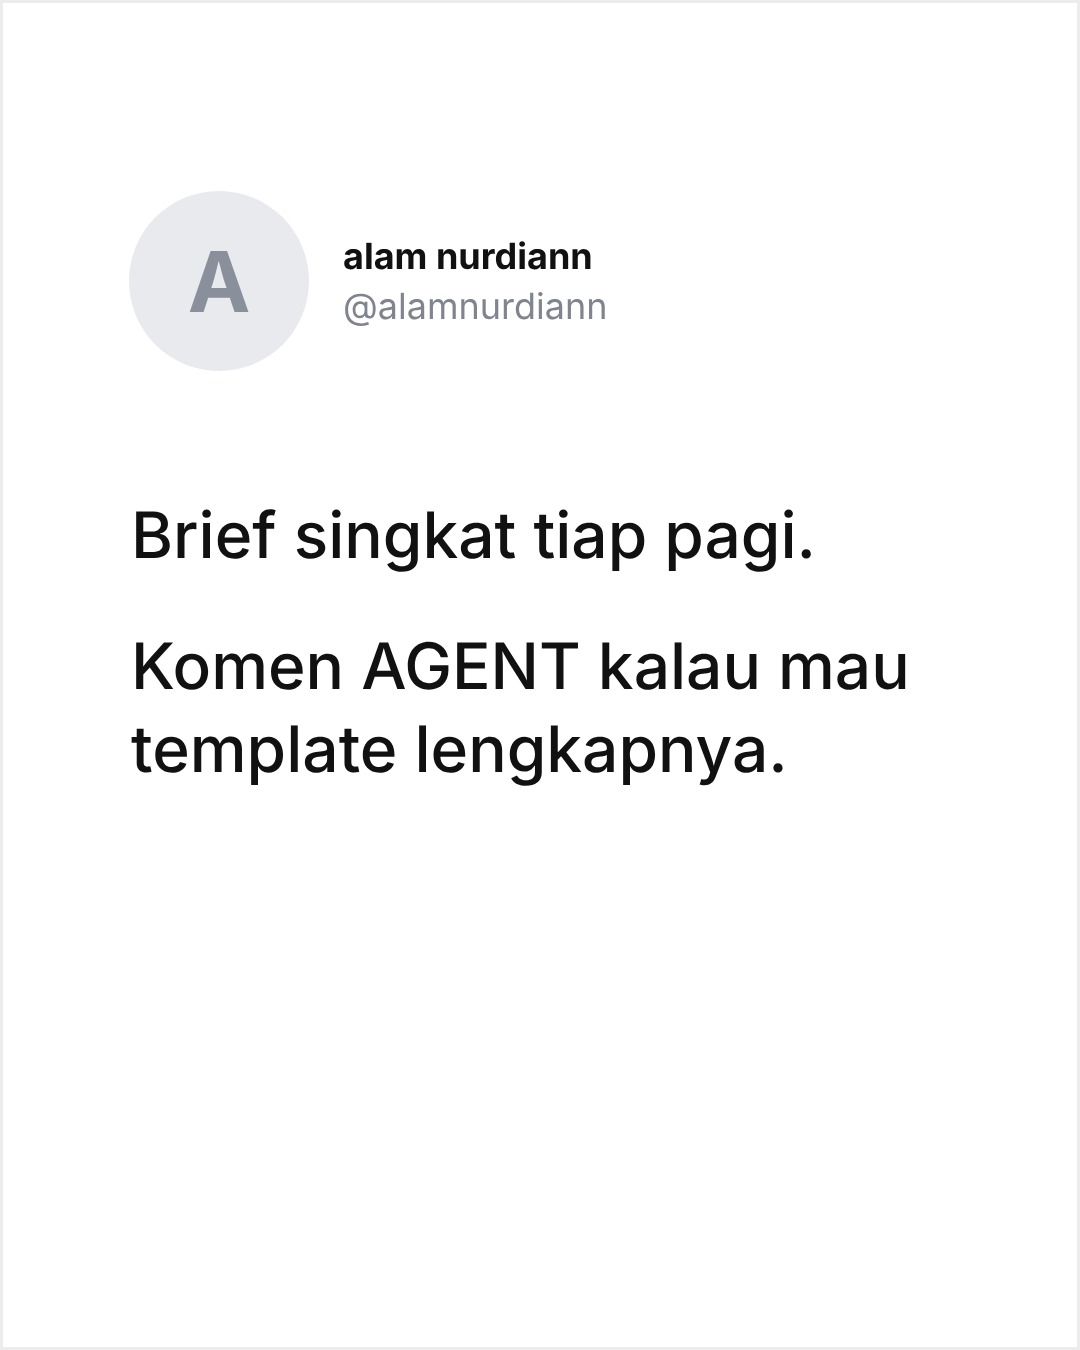 A
alam nurdiann
@alamnurdiann
Brief singkat tiap pagi.
Komen AGENT kalau mau
template lengkapnya.